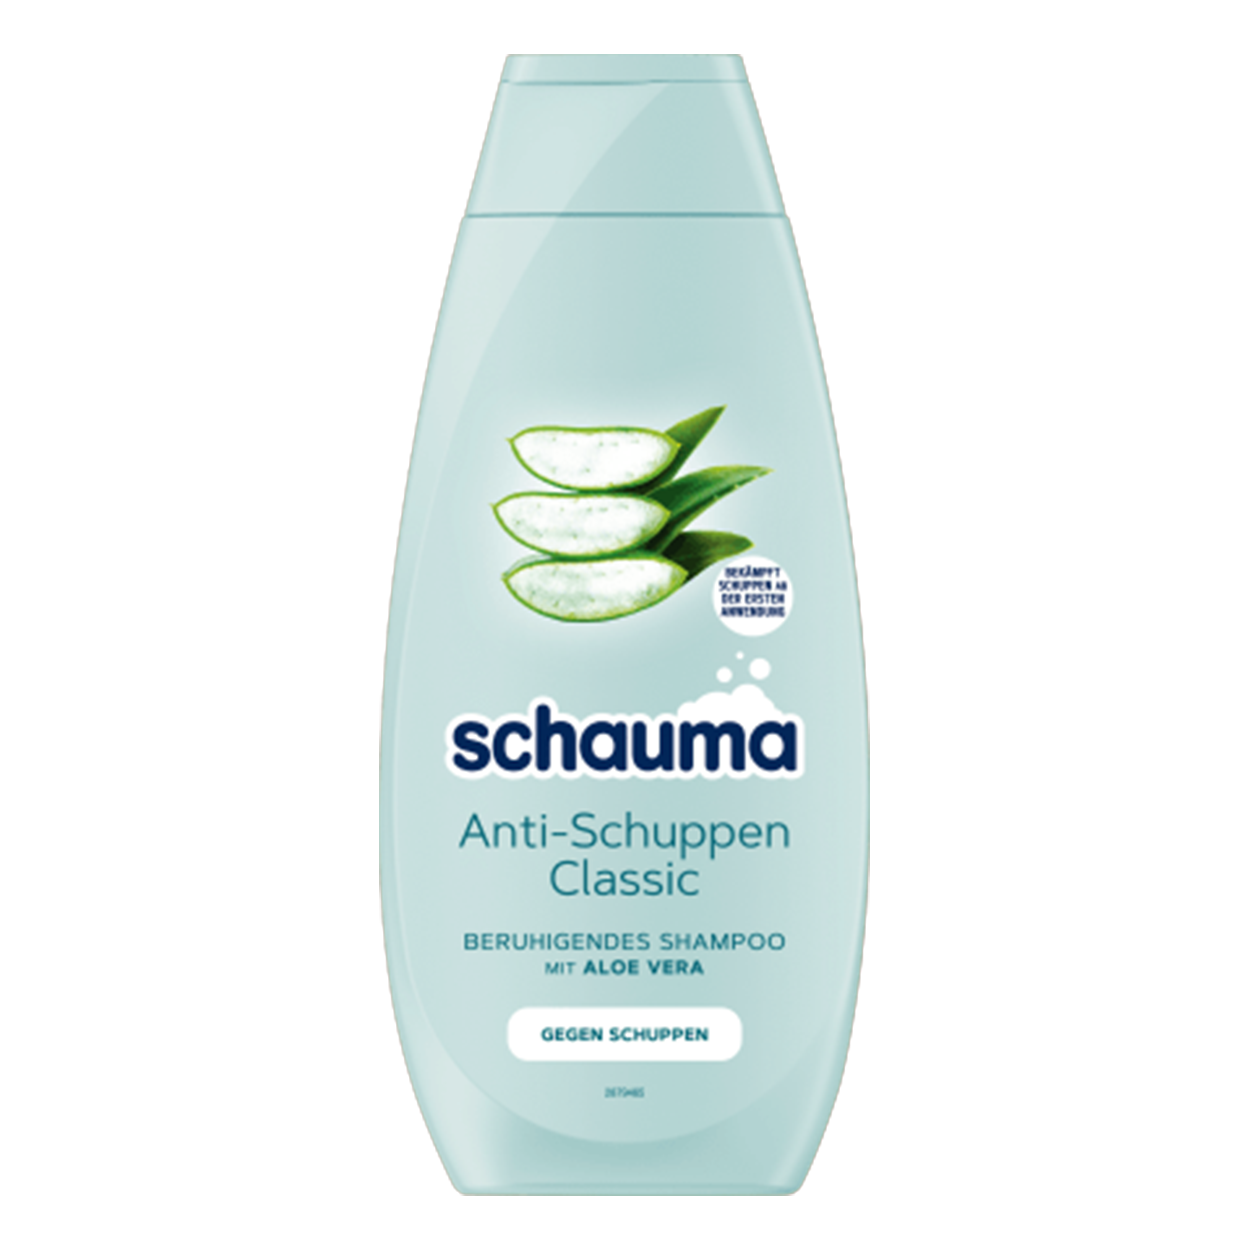 BEKÄMPFT
SCHUPPEN AB
DER ERSTEN
ANWENDUNG
schauma
Anti-Schuppen
Classic
BERUHIGENDES SHAMPOO
MIT ALOE VERA
GEGEN SCHUPPEN